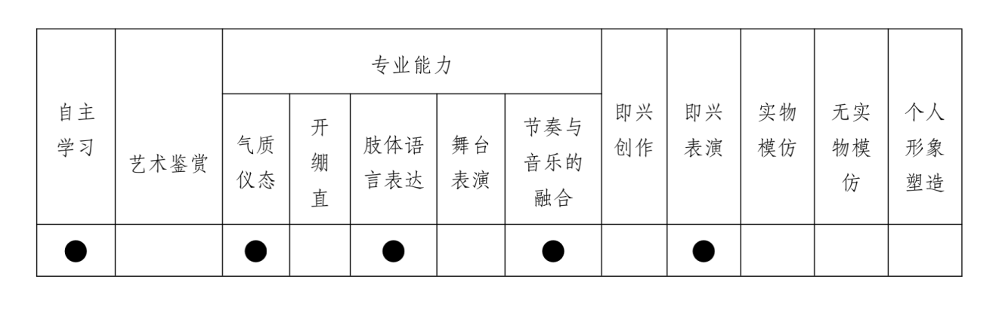 专业能力
自主
学习
艺术鉴赏
气质
仪态
开
绷
直
肢体语
言表达
舞台
表演
节奏与
音乐的
融合
即兴
创作
即兴
表演
实物
模仿
无实
物模
仿
个人
形象
塑造
●
●
●
●
●